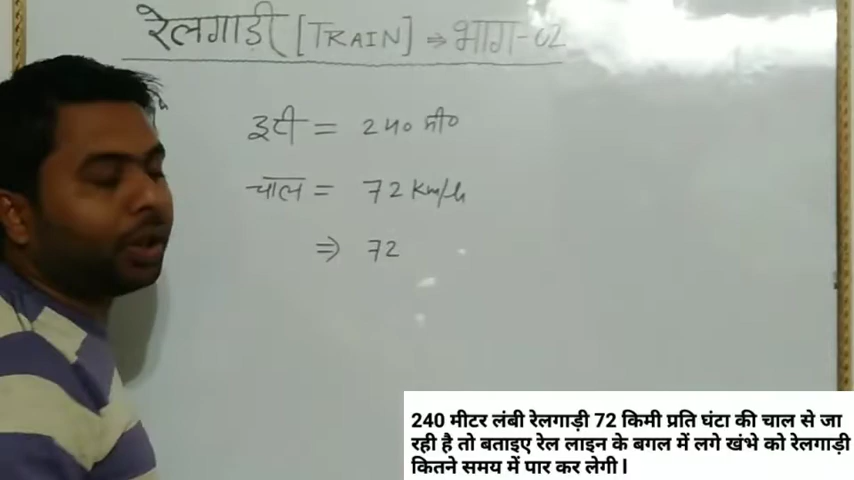 रेलगाड़ी [TRAIN] ⇒ भाग-02
दूरी = 240 मी०
चाल = 72 Km/h
⇒ 72
240 मीटर लंबी रेलगाड़ी 72 किमी प्रति घंटा की चाल से जा
रही है तो बताइए रेल लाइन के बगल में लगे खंभे को रेलगाड़ी
कितने समय में पार कर लेगी।